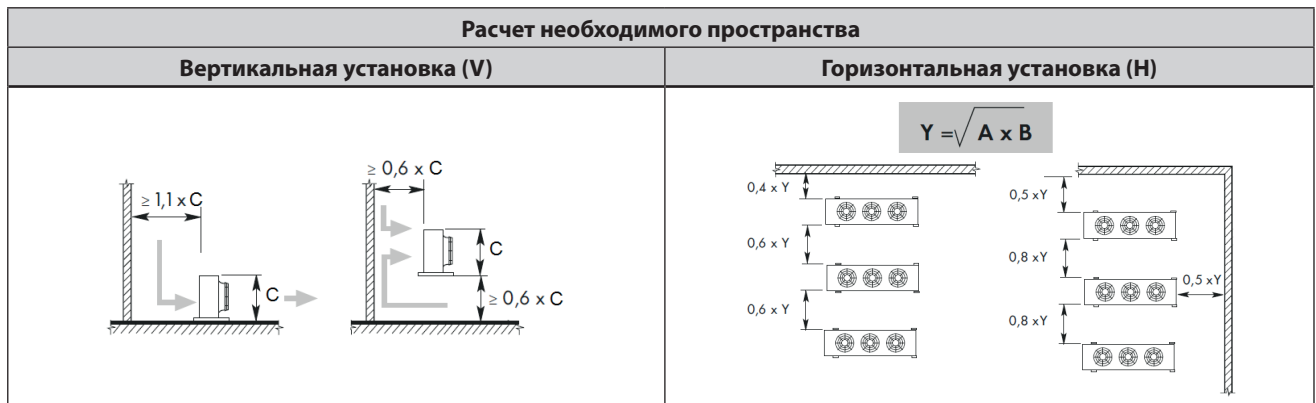 Расчет необходимого пространства
Вертикальная установка (V)
Горизонтальная установка (H)
≥ 1,1 x C
C
≥ 0,6 x C
C
≥ 0,6 x C
Y =√ A x B
0,4 x Y
0,6 x Y
0,6 x Y
0,5 xY
0,8 xY
0,5 xY
0,8 xY